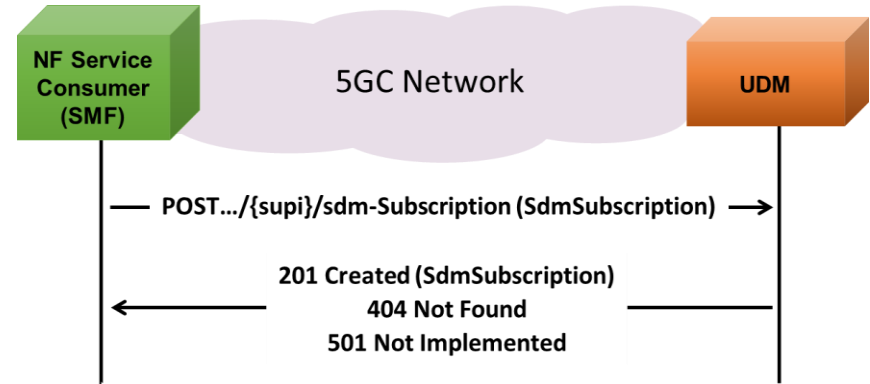 NF Service
Consumer
(SMF)
5GC Network
UDM
POST…/{supi}/sdm-Subscription (SdmSubscription)
201 Created (SdmSubscription)
404 Not Found
501 Not Implemented